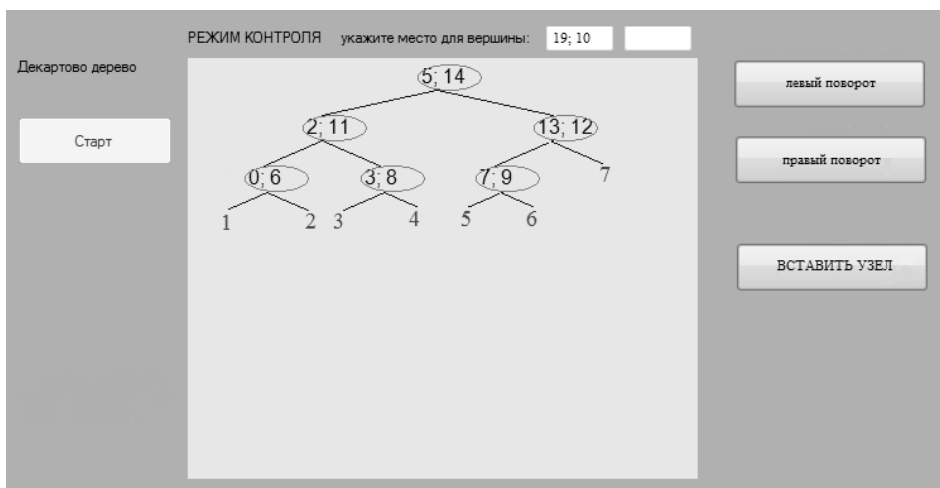 РЕЖИМ КОНТРОЛЯ укажите место для вершины: 19; 10
Декартово дерево
Старт
5; 14
2; 11 13; 12
0; 6 3; 8 7; 9 7
1 2 3 4 5 6
левый поворот
правый поворот
ВСТАВИТЬ УЗЕЛ